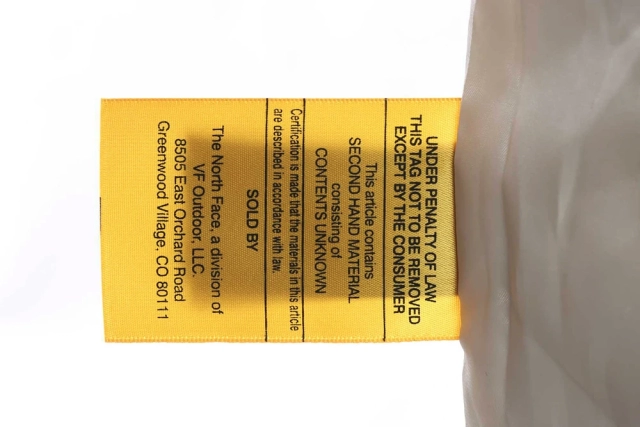 UNDER PENALTY OF LAW
THIS TAG NOT TO BE REMOVED
EXCEPT BY THE CONSUMER
This article contains
SECOND HAND MATERIAL
consisting of
CONTENTS UNKNOWN
Certification is made that the materials in this article
are described in accordance with law.
SOLD BY
The North Face, a division of
VF Outdoor, LLC.
8505 East Orchard Road
Greenwood Village, CO 80111